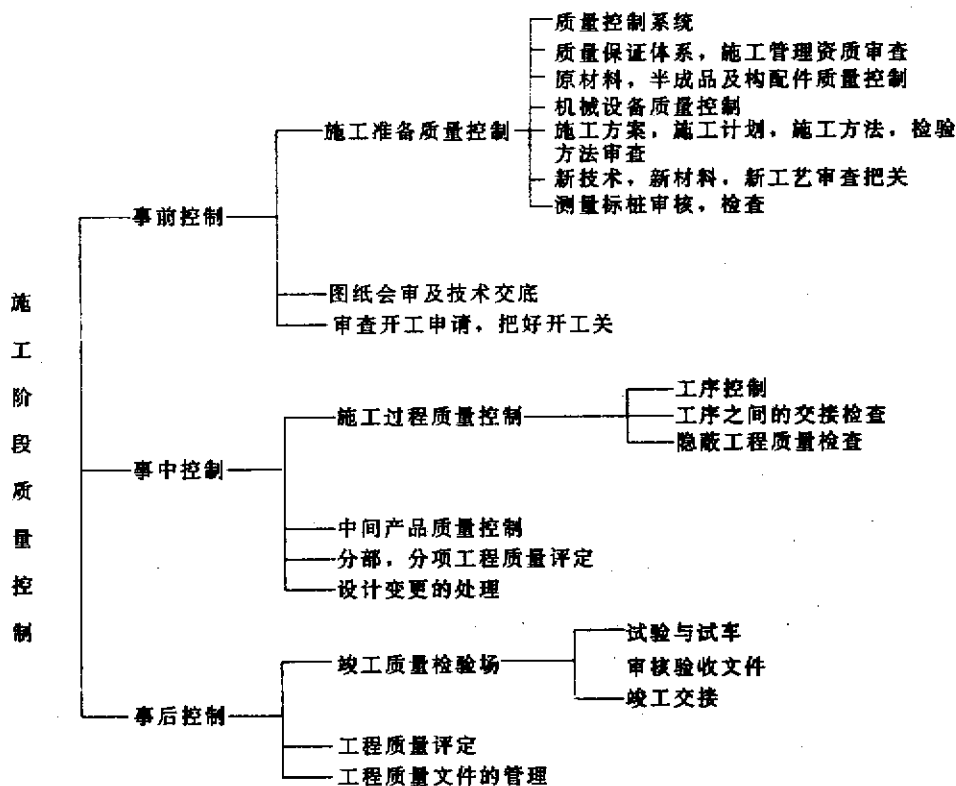 施工阶段质量控制
事前控制
施工准备质量控制
质量控制系统
质量保证体系，施工管理资质审查
原材料，半成品及构配件质量控制
机械设备质量控制
施工方案，施工计划，施工方法，检验
方法审查
新技术，新材料，新工艺审查把关
测量标桩审核，检查
图纸会审及技术交底
审查开工申请，把好开工关
事中控制
施工过程质量控制
工序控制
工序之间的交接检查
隐蔽工程质量检查
中间产品质量控制
分部，分项工程质量评定
设计变更的处理
事后控制
竣工质量检验场
试验与试车
审核验收文件
竣工交接
工程质量评定
工程质量文件的管理